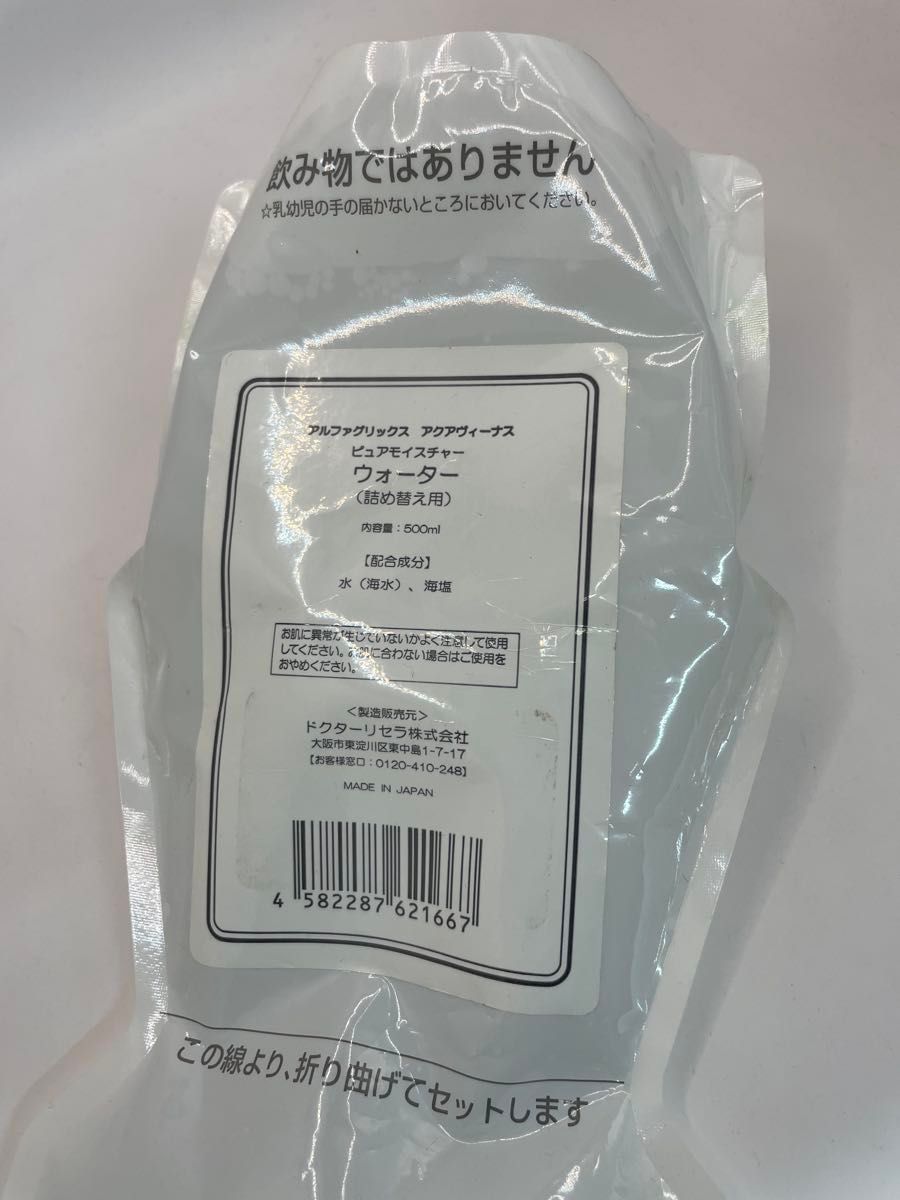 飲み物ではありません
☆乳幼児の手の届かないところにおいてください。
アルファグリックス アクアヴィーナス
ピュアモイスチャー
ウォーター
(詰め替え用)
内容量:500ml
【配合成分】
水(海水)、海塩
お肌に異常が生じていないかよく注意して使用
してください。お肌に合わない場合はご使用を
おやめください。
<製造販売元>
ドクターリセラ株式会社
大阪市東淀川区東中島1-7-17
【お客様窓口:0120-410-248】
MADE IN JAPAN
4 582287 621667
この線より、折り曲げてセットします